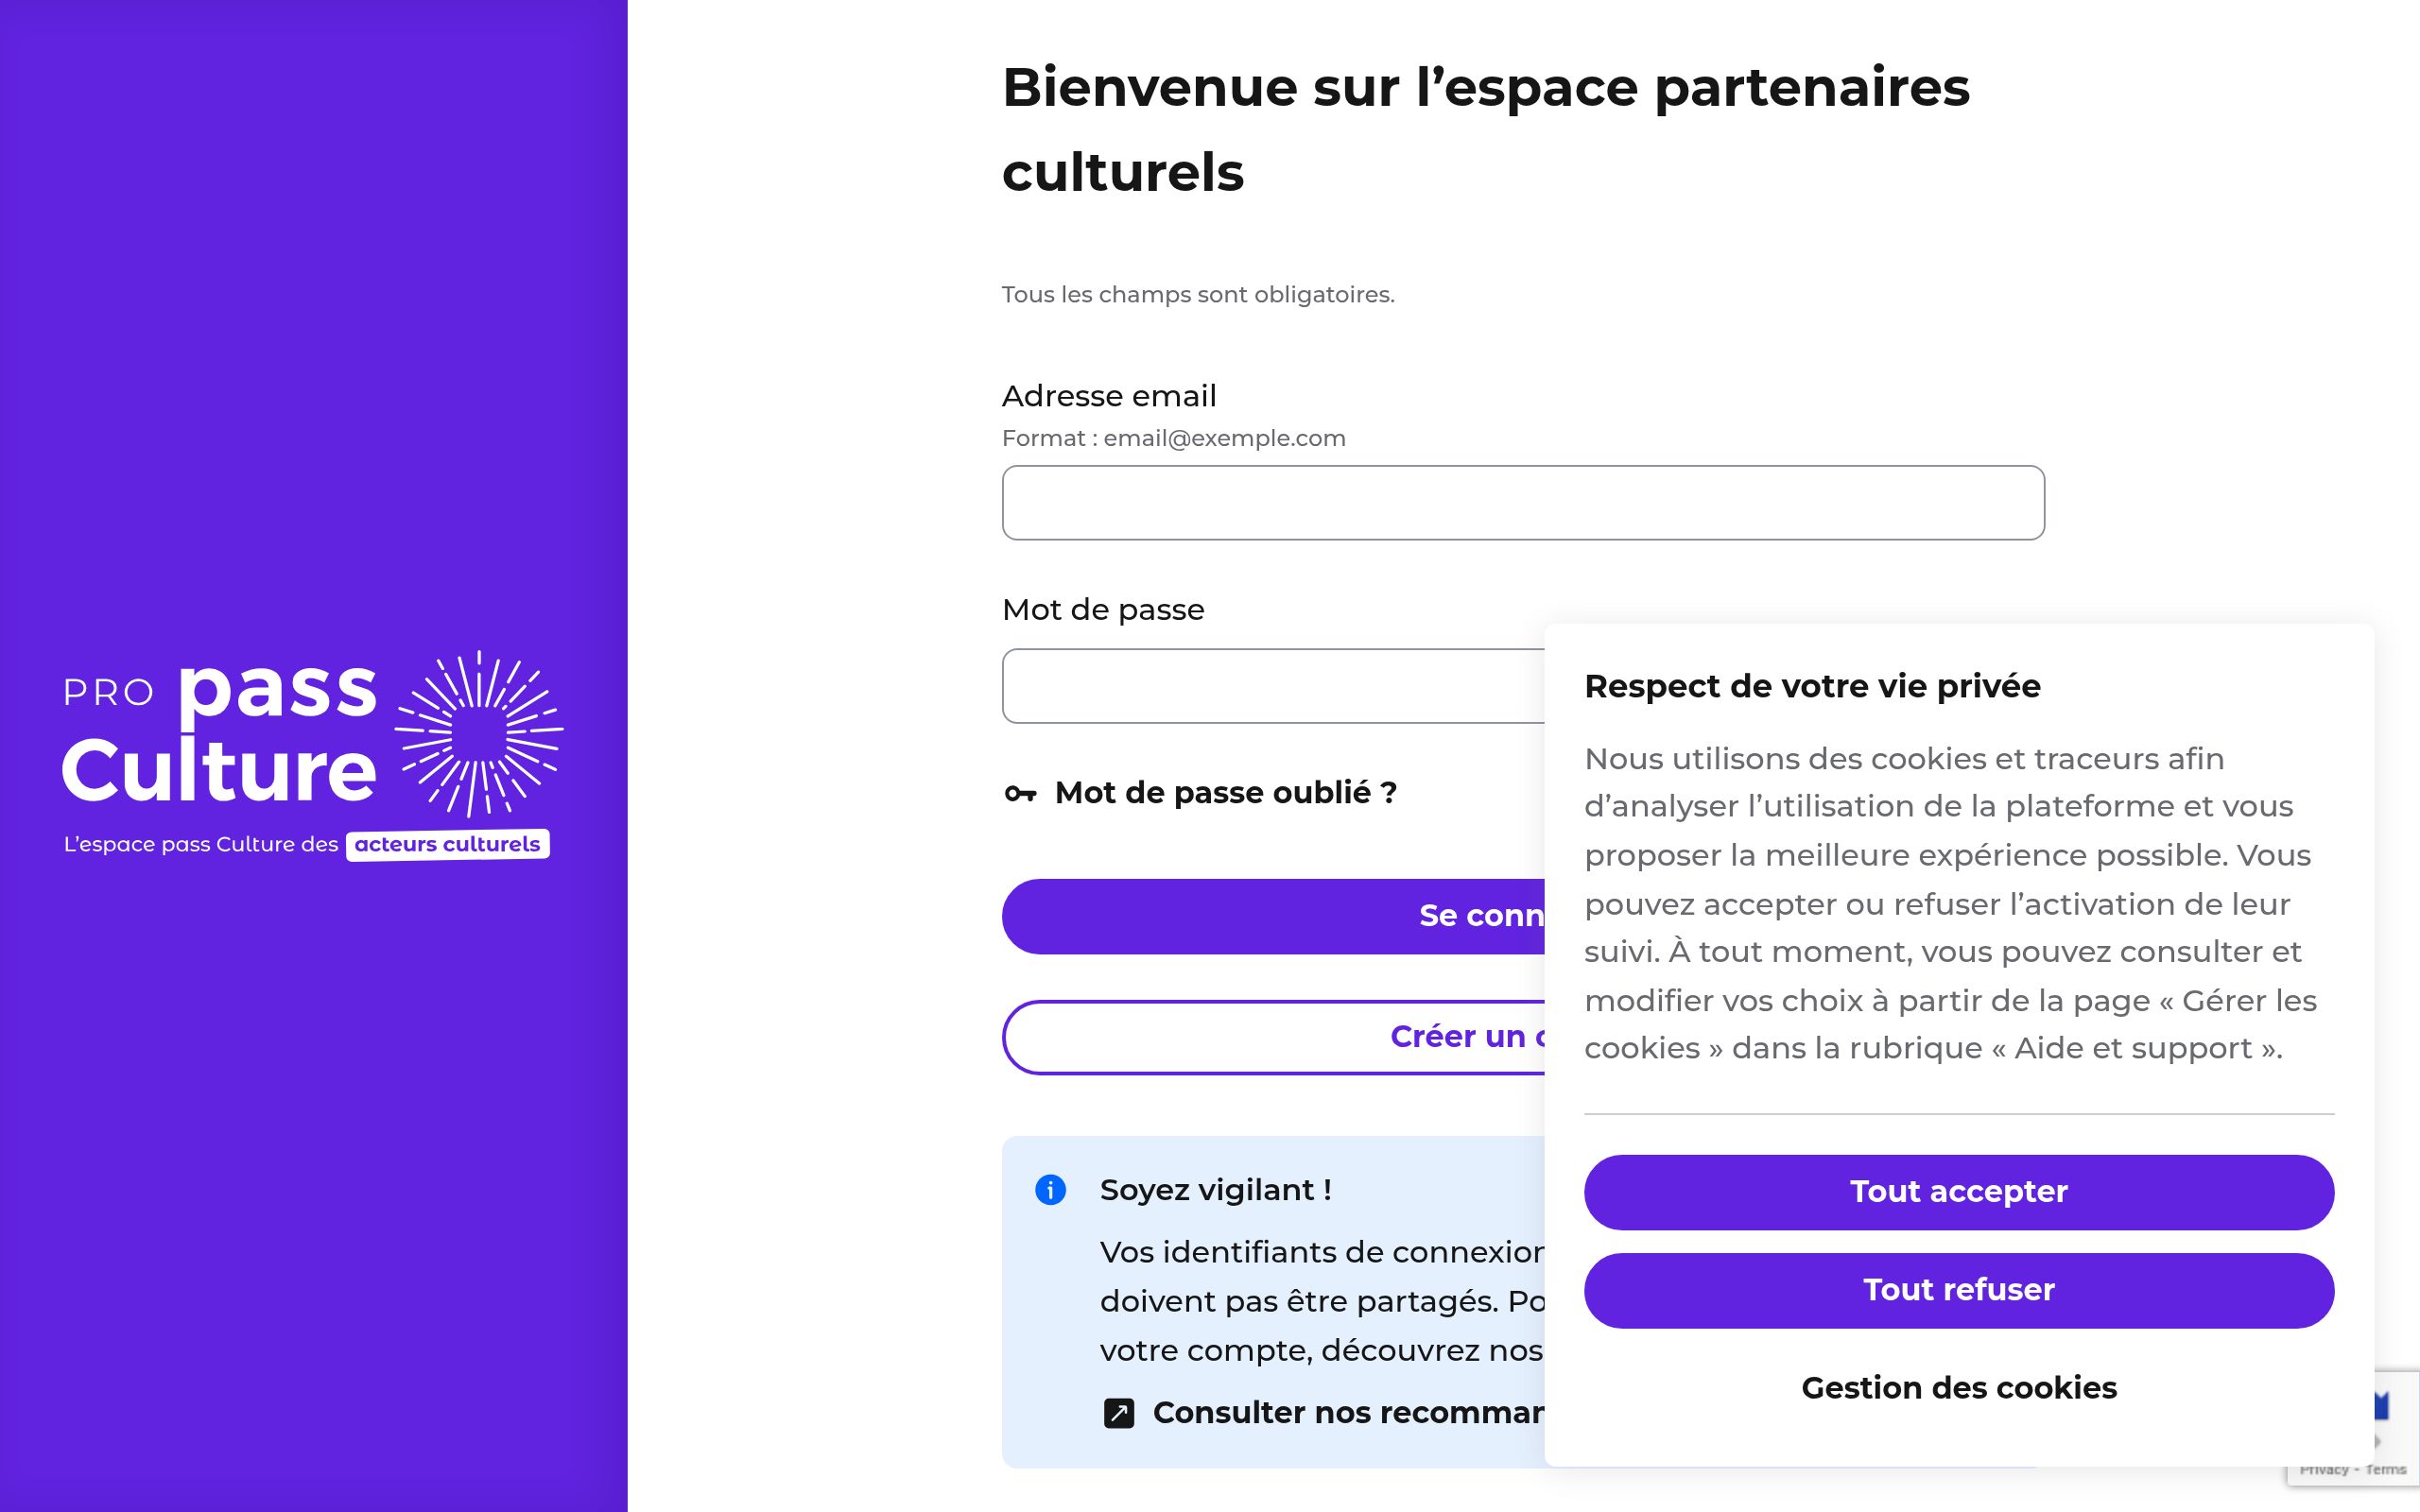 PRO pass
Culture
L’espace pass Culture des acteurs culturels
Bienvenue sur l’espace partenaires
culturels
Tous les champs sont obligatoires.
Adresse email
Format : email@exemple.com
Mot de passe
Mot de passe oublié ?
Se conn
Créer un
Soyez vigilant !
Vos identifiants de connexion
doivent pas être partagés. Po
votre compte, découvrez nos
Consulter nos recomman
Respect de votre vie privée
Nous utilisons des cookies et traceurs afin
d’analyser l’utilisation de la plateforme et vous
proposer la meilleure expérience possible. Vous
pouvez accepter ou refuser l’activation de leur
suivi. À tout moment, vous pouvez consulter et
modifier vos choix à partir de la page « Gérer les
cookies » dans la rubrique « Aide et support ».
Tout accepter
Tout refuser
Gestion des cookies
Privacy - Terms